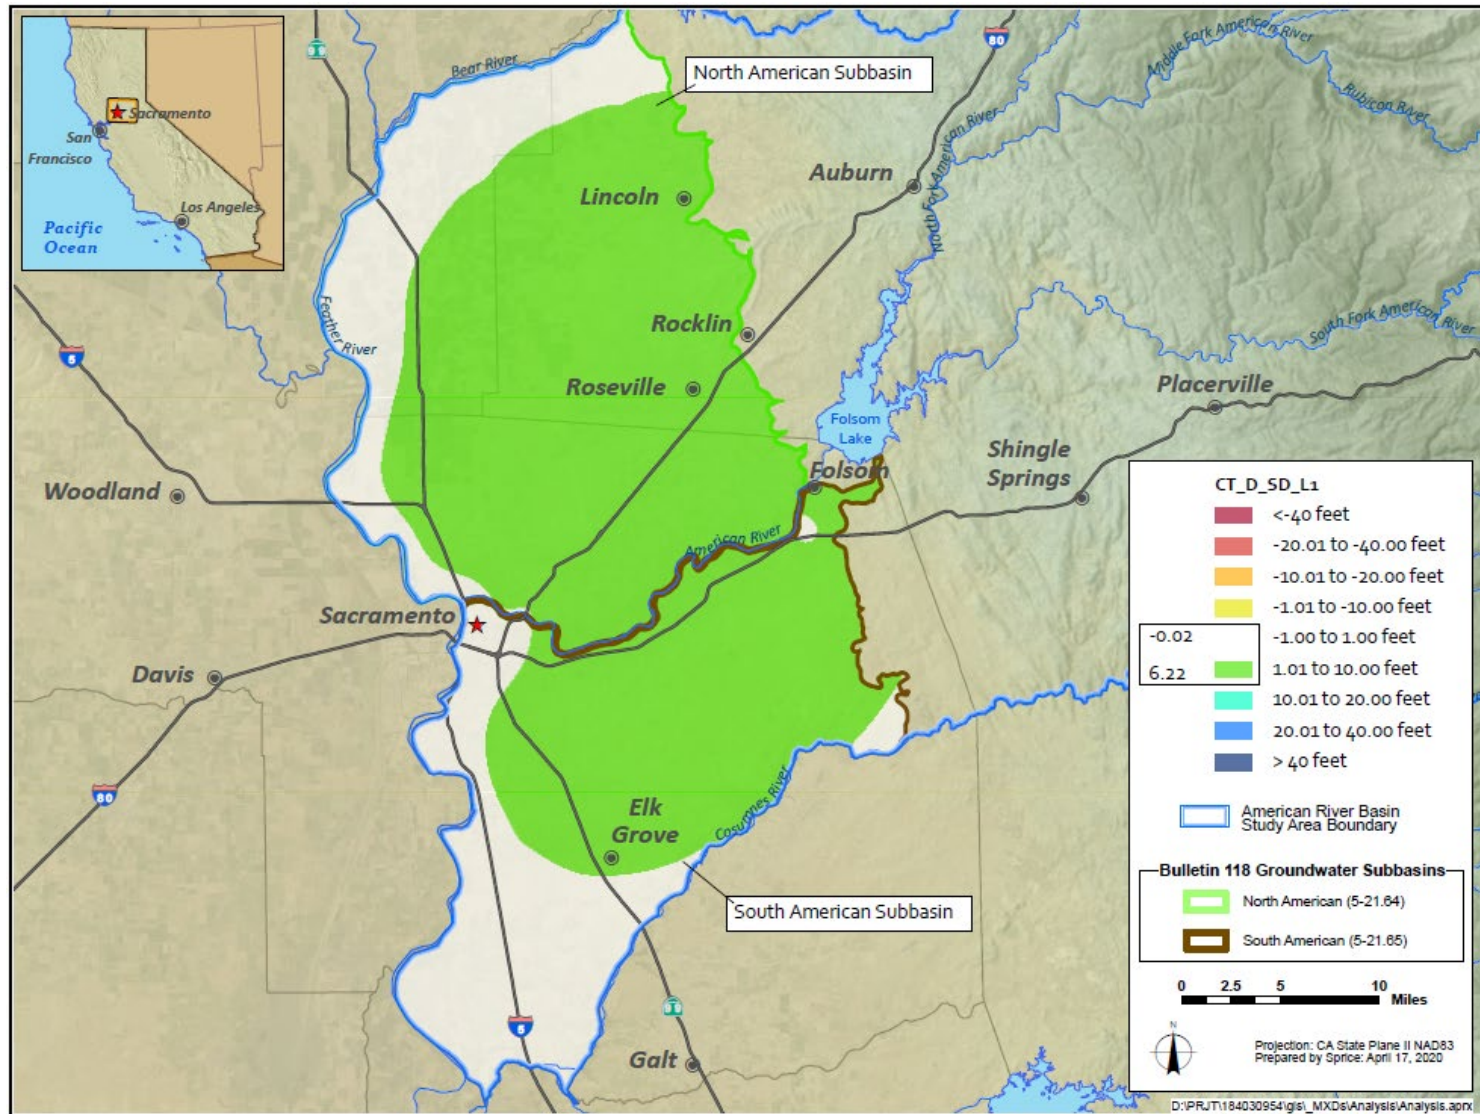 Sacramento
San
Francisco
Los Angeles
Pacific
Ocean
99
80
Bear River
North American Subbasin
Middle Fork American River
Rubicon River
North Fork American River
Auburn
Lincoln
Feather River
Rocklin
South Fork American River
5
Roseville
Placerville
Folsom
Lake
Shingle
Springs
Folsom
Woodland
American River
Sacramento
Davis
80
Elk
Grove
Cosumnes River
South American Subbasin
99
5
Galt
CT_D_5D_L1
<-40 feet
-20.01 to -40.00 feet
-10.01 to -20.00 feet
-1.01 to -10.00 feet
-0.02 -1.00 to 1.00 feet
6.22 1.01 to 10.00 feet
10.01 to 20.00 feet
20.01 to 40.00 feet
> 40 feet
American River Basin
Study Area Boundary
Bulletin 118 Groundwater Subbasins
North American (5-21.64)
South American (5-21.65)
0 2.5 5 10
Miles
N
Projection: CA State Plane II NAD83
Prepared by Sprice: April 17, 2020
D:\PRJT\184030954\gis\_MXDs\Analysis\Analysis.aprx